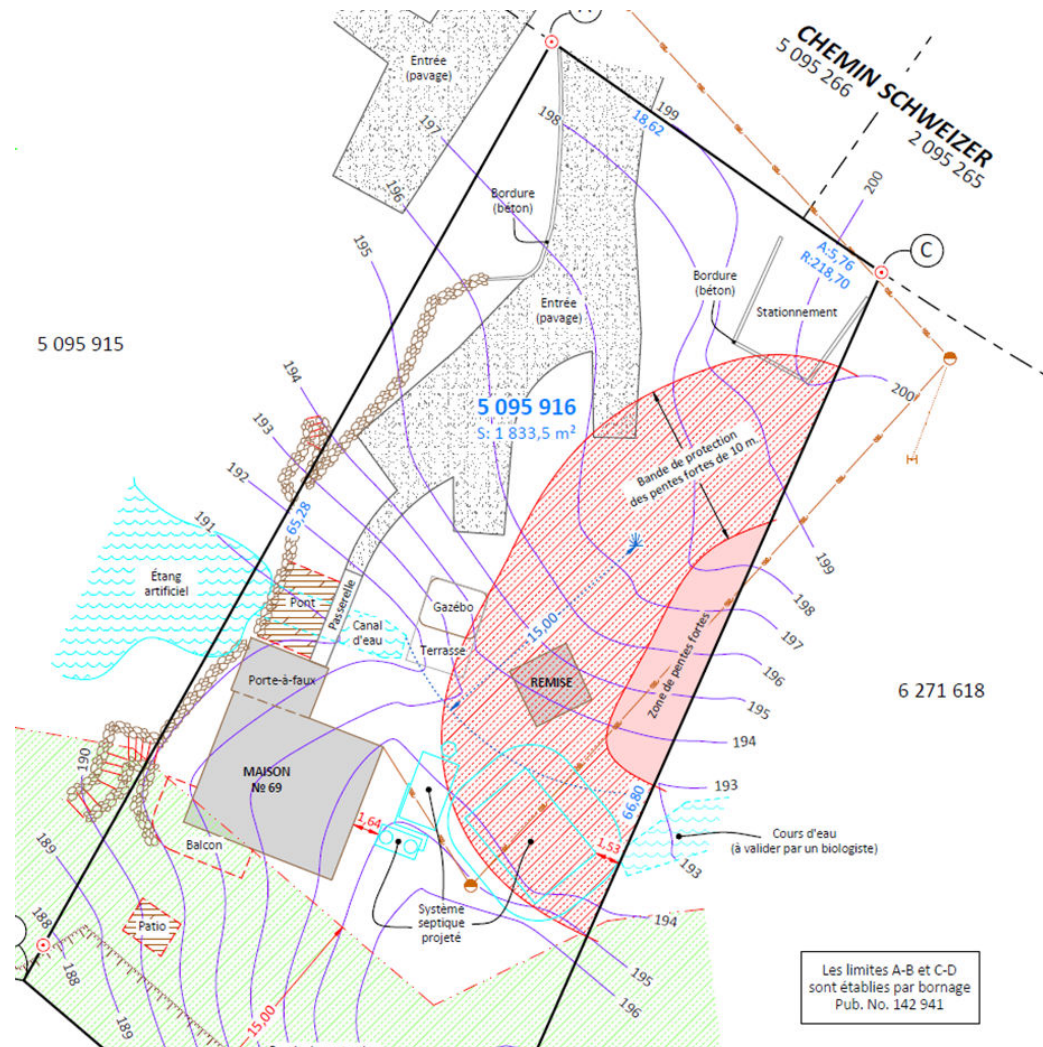 Entrée
(pavage)
CHEMIN SCHWEIZER
5 095 266
2 095 265
197
198
199
18,62
200
196
Bordure
(béton)
A:5,76
R:218,70
C
195
Bordure
(béton)
Stationnement
Entrée
(pavage)
5 095 915
194
5 095 916
S: 1 833,5 m²
200
193
Bande de protection
des pentes fortes de 10 m.
192
65,28
191
199
Étang
artificiel
198
Pont
Passerelle
Gazébo
Canal
d'eau
15,00
197
Terrasse
196
Porte-à-faux
REMISE
Zone de pentes fortes
6 271 618
195
194
190
MAISON
No 69
193
66,80
1,64
1,53
Cours d'eau
(à valider par un biologiste)
Balcon
193
189
189
194
Système
septique
projeté
188
Patio
188
195
Les limites A-B et C-D
sont établies par bornage
Pub. No. 142 941
15,00
196
189